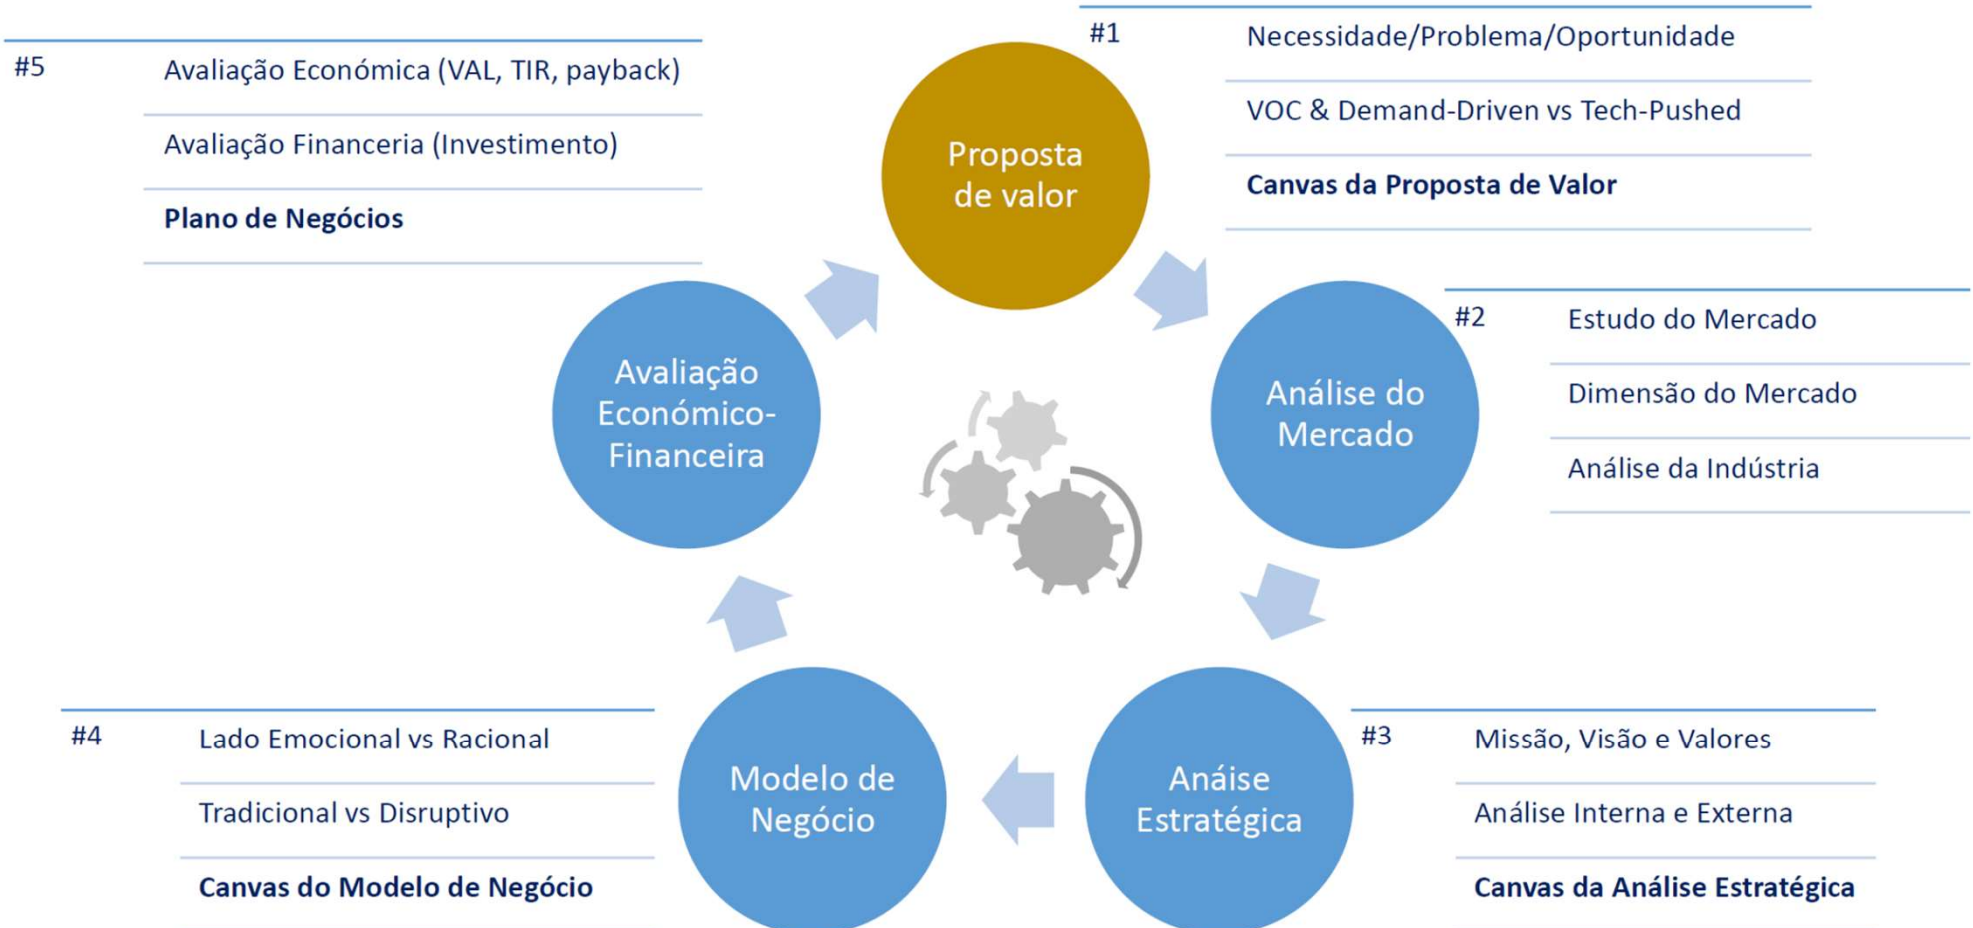 #1
Necessidade/Problema/Oportunidade
VOC & Demand-Driven vs Tech-Pushed
Canvas da Proposta de Valor
#5
Avaliação Económica (VAL, TIR, payback)
Avaliação Financeria (Investimento)
Plano de Negócios
Proposta
de valor
#2
Estudo do Mercado
Dimensão do Mercado
Análise da Indústria
Avaliação
Económico-
Financeira
Análise do
Mercado
#4
Lado Emocional vs Racional
Tradicional vs Disruptivo
Canvas do Modelo de Negócio
Modelo de
Negócio
Anáise
Estratégica
#3
Missão, Visão e Valores
Análise Interna e Externa
Canvas da Análise Estratégica